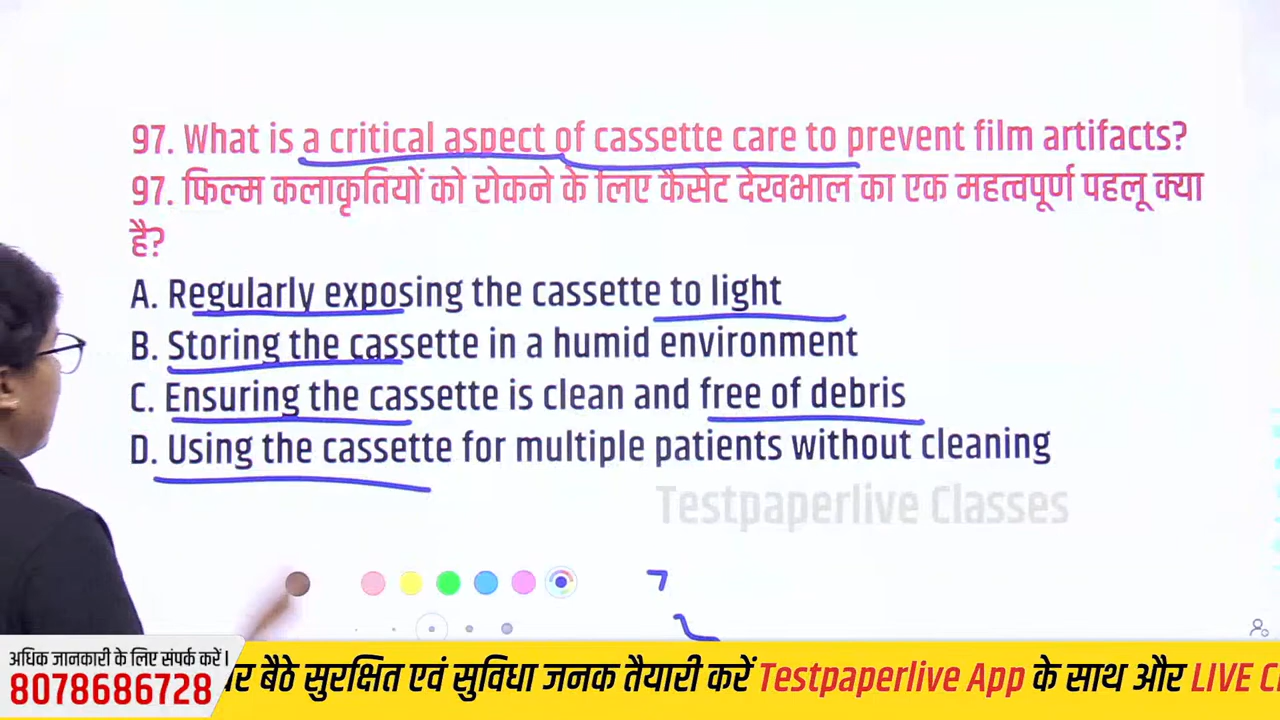 97. What is a critical aspect of cassette care to prevent film artifacts?
97. फिल्म कलाकृतियों को रोकने के लिए कैसेट देखभाल का एक महत्वपूर्ण पहलू क्या
है?
A. Regularly exposing the cassette to light
B. Storing the cassette in a humid environment
C. Ensuring the cassette is clean and free of debris
D. Using the cassette for multiple patients without cleaning
Testpaperlive Classes
अधिक जानकारी के लिए संपर्क करें।
8078686728
बैठे सुरक्षित एवं सुविधा जनक तैयारी करें Testpaperlive App के साथ और LIVE